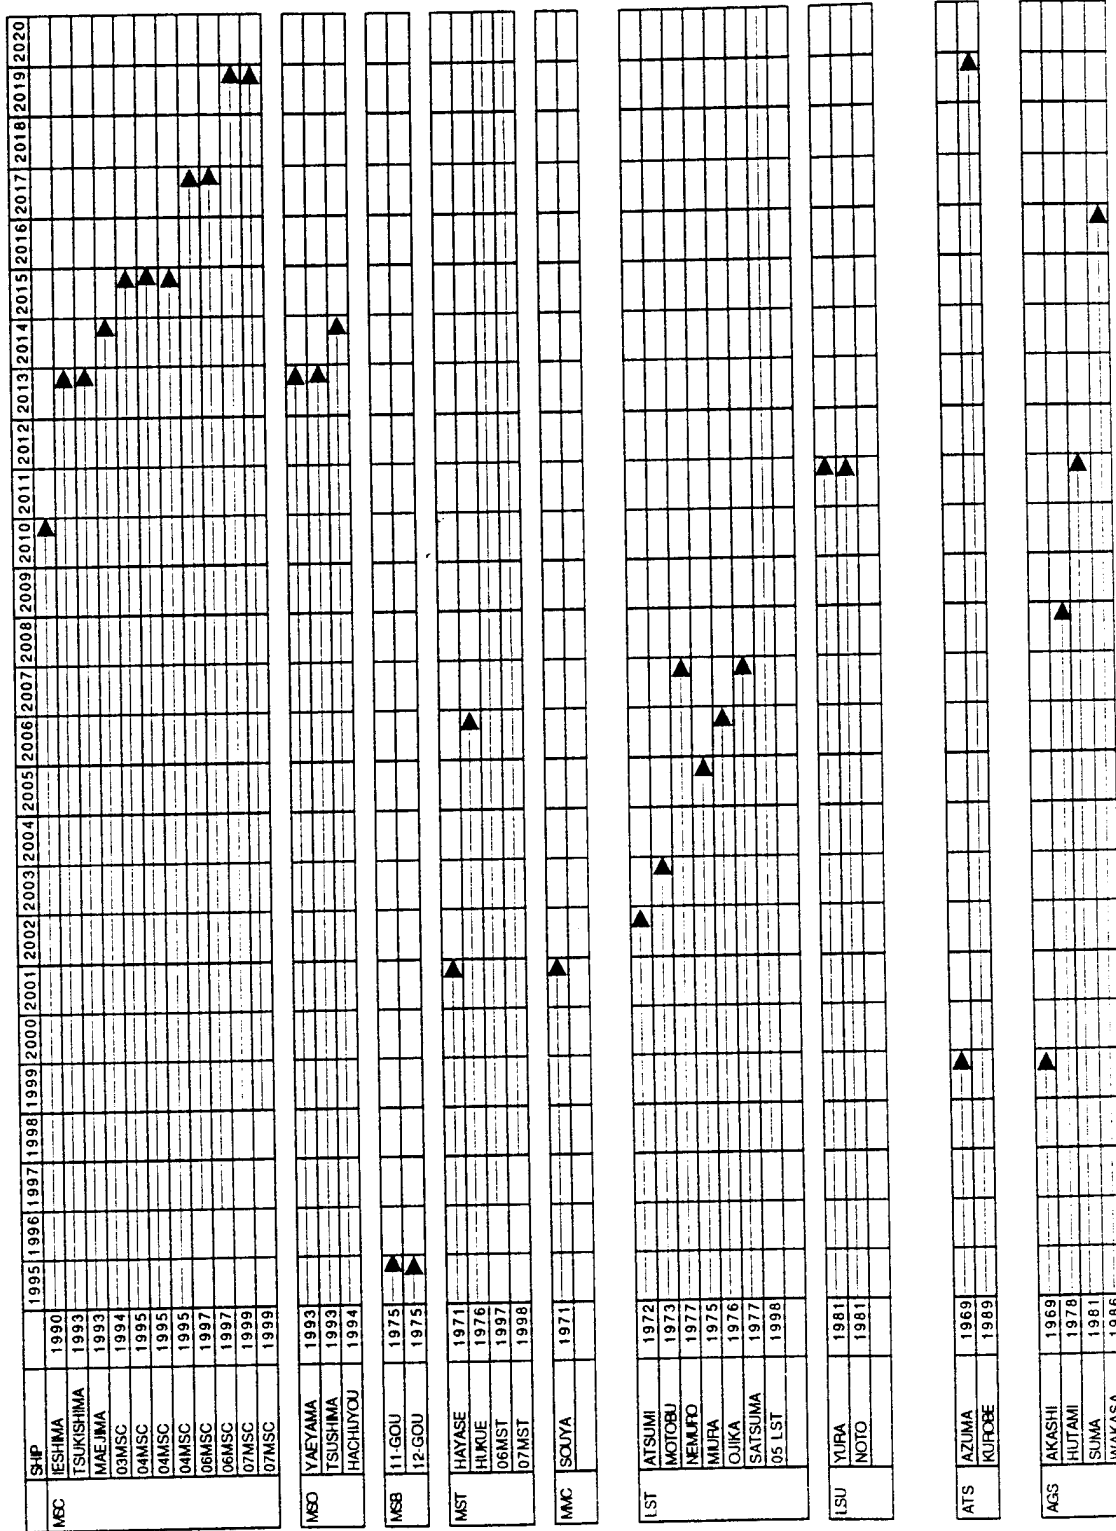 SHIP 1995 1996 1997 1998 1999 2000 2001 2002 2003 2004 2005 2006 2007 2008 2009 2010 2011 2012 2013 2014 2015 2016 2017 2018 2019 2020
MSC IESHIMA 1990
TSUKISHIMA 1993
MAEJIMA 1993
03MSC 1994
04MSC 1995
04MSC 1995
04MSC 1995
06MSC 1997
06MSC 1997
07MSC 1999
07MSC 1999
MSO YAEYAMA 1993
TSUSHIMA 1993
HACHIJYOU 1994
MSB 11-GOU 1975
12-GOU 1975
MST HAYASE 1971
HUKUE 1976
06MST 1997
07MST 1998
MMC SOUYA 1971
LST ATSUMI 1972
MOTOBU 1973
NEMURO 1977
MIURA 1975
OJIKA 1976
SATSUMA 1977
05 LST 1998
LSU YURA 1981
NOTO 1981
ATS AZUMA 1969
KUROBE 1989
AGS AKASHI 1969
HUTAMI 1978
SUMA 1981
WAKASA 1986